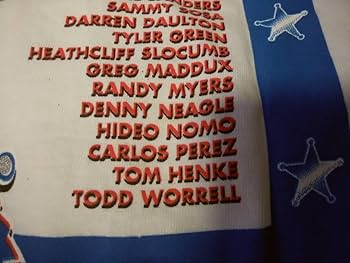 SAMMY SOSA
DARREN DAULTON
TYLER GREEN
HEATHCLIFF SLOCUMB
GREG MADDUX
RANDY MYERS
DENNY NEAGLE
HIDEO NOMO
CARLOS PEREZ
TOM HENKE
TODD WORRELL